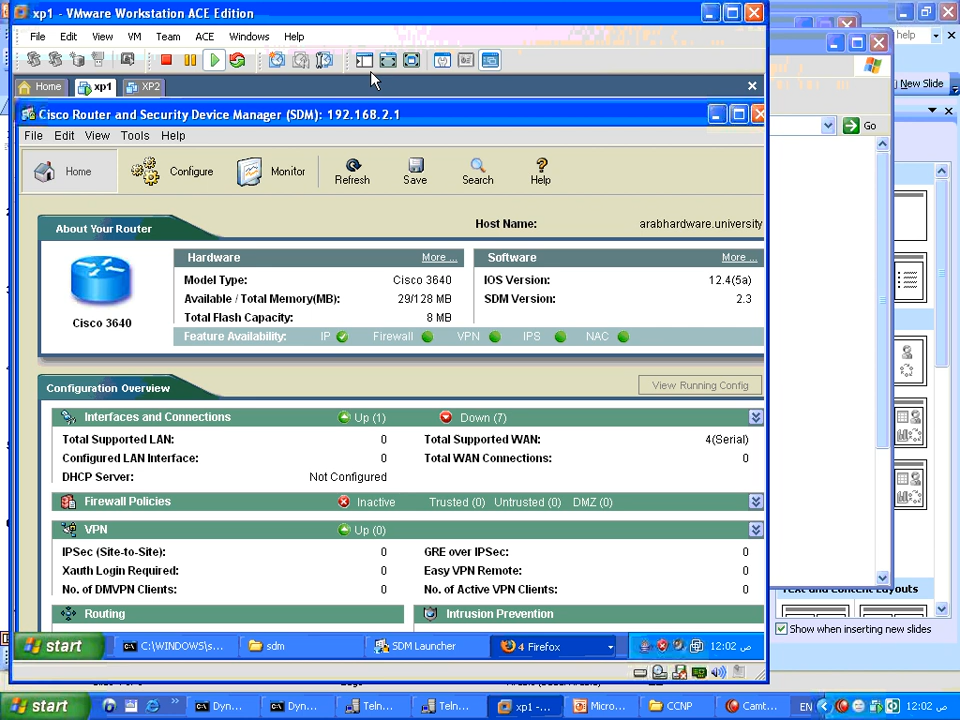 xp1 - VMware Workstation ACE Edition
File Edit View VM Team ACE Windows Help
help
Home xp1 XP2
New Slide
Cisco Router and Security Device Manager (SDM): 192.168.2.1
File Edit View Tools Help
Go
Home Configure Monitor Refresh Save Search Help
About Your Router
Host Name: arabhardware.university
Hardware More ... Software More ...
Model Type: Cisco 3640 IOS Version: 12.4(5a)
Available / Total Memory(MB): 29/128 MB SDM Version: 2.3
Total Flash Capacity: 8 MB
Cisco 3640
Feature Availability: IP Firewall VPN IPS NAC
Configuration Overview View Running Config
Interfaces and Connections Up (1) Down (7)
Total Supported LAN: 0 Total Supported WAN: 4(Serial)
Configured LAN Interface: 0 Total WAN Connections: 0
DHCP Server: Not Configured
Firewall Policies Inactive Trusted (0) Untrusted (0) DMZ (0)
VPN Up (0)
IPSec (Site-to-Site): 0 GRE over IPSec: 0
Xauth Login Required: 0 Easy VPN Remote: 0
No. of DMVPN Clients: 0 No. of Active VPN Clients: 0
Text and Content Layouts
Routing Intrusion Prevention
Show when inserting new slides
start C:\WINDOWS\s... sdm SDM Launcher 4 Firefox 12:02 ص
start Dyn... Dyn... Teln... Teln... xp1 -... Micro... CCNP Camt... EN 12:02 ص